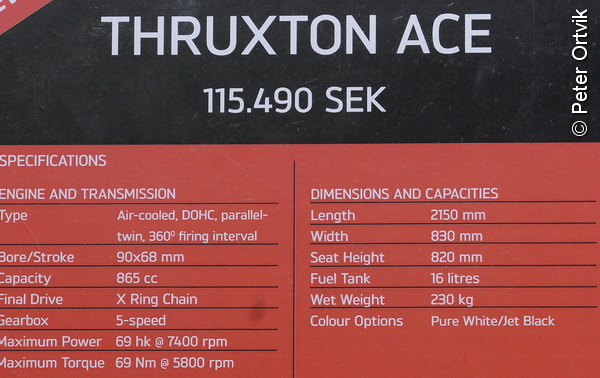 THRUXTON ACE
115.490 SEK
SPECIFICATIONS
ENGINE AND TRANSMISSION
Type Air-cooled, DOHC, parallel-
twin, 360⁰ firing interval
Bore/Stroke 90x68 mm
Capacity 865 cc
Final Drive X Ring Chain
Gearbox 5-speed
Maximum Power 69 hk @ 7400 rpm
Maximum Torque 69 Nm @ 5800 rpm
DIMENSIONS AND CAPACITIES
Length 2150 mm
Width 830 mm
Seat Height 820 mm
Fuel Tank 16 litres
Wet Weight 230 kg
Colour Options Pure White/Jet Black
© Peter Ortvik